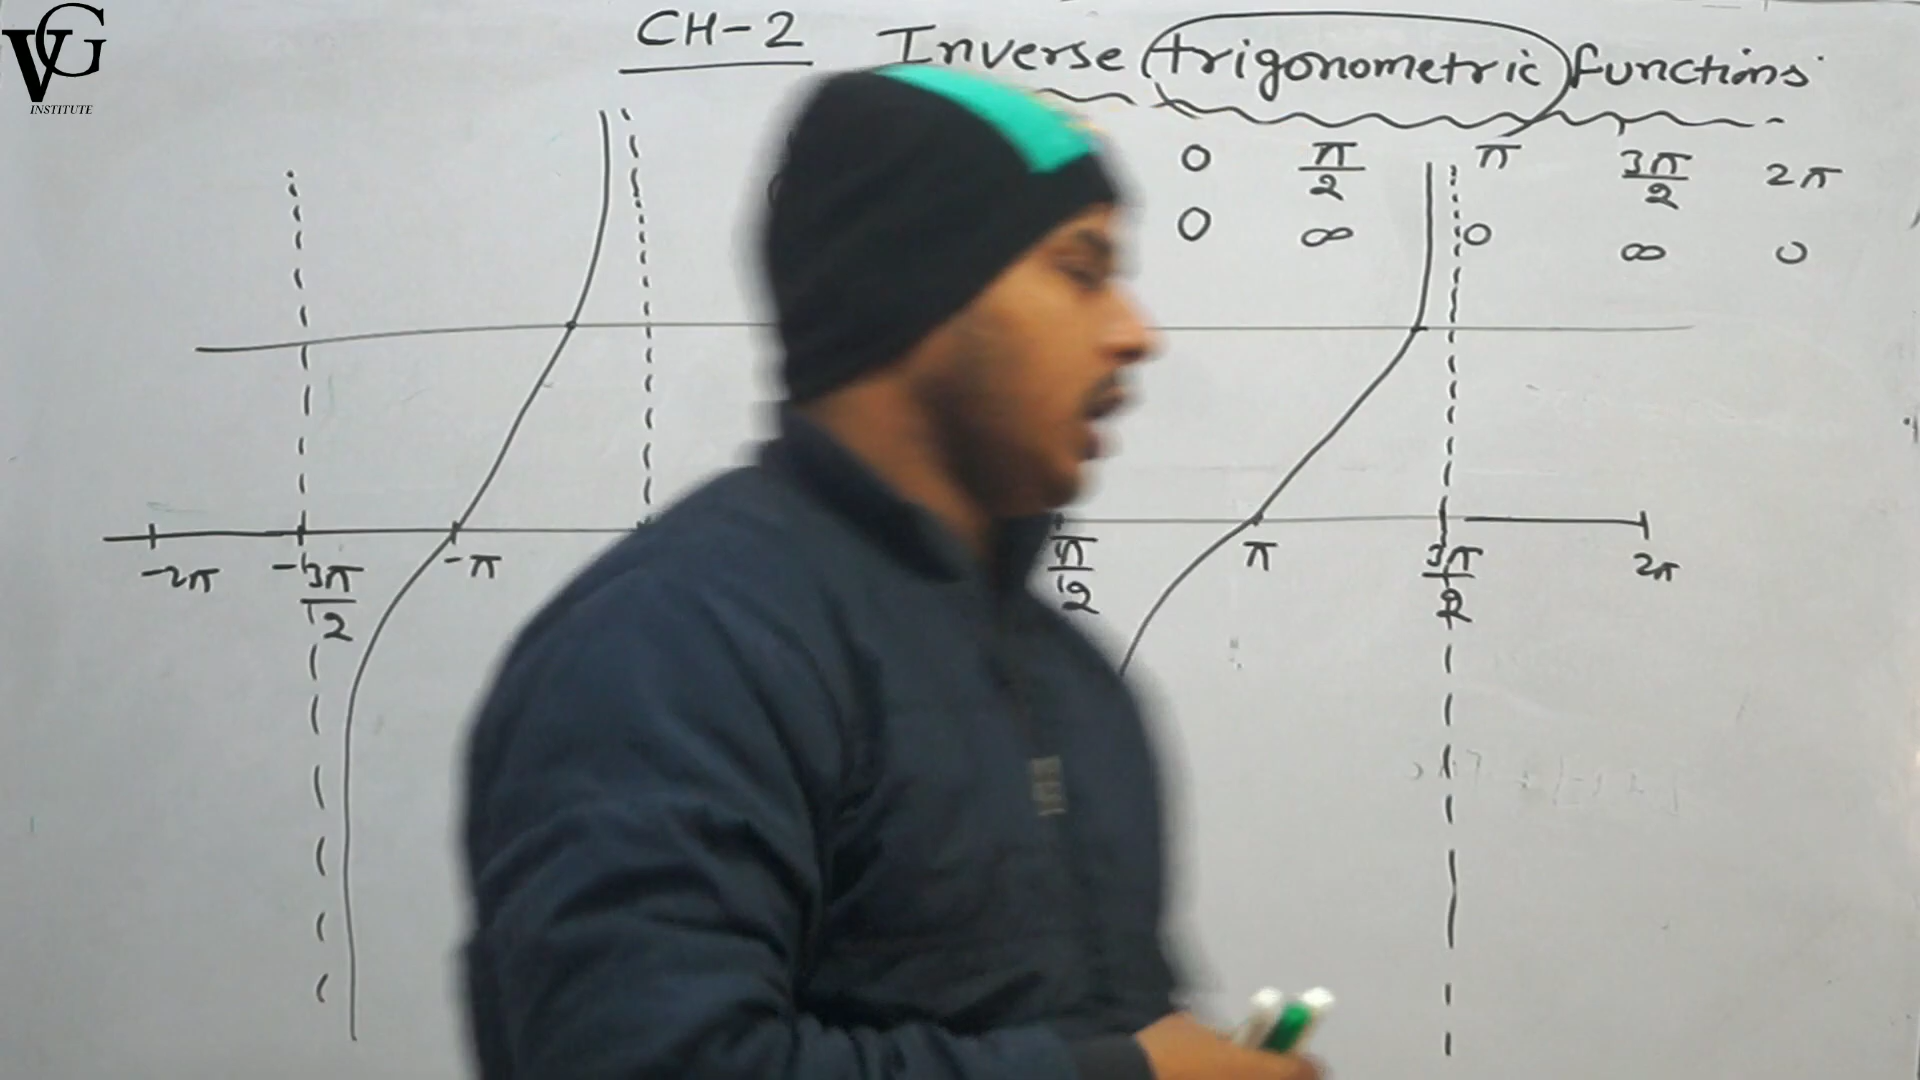 VG
INSTITUTE
CH-2 Inverse trigonometric functions
0 π/2 π 3π/2 2π
0 ∞ 0 ∞ 0
-2π -3π/2 -π π/2 π 3π/2 2π